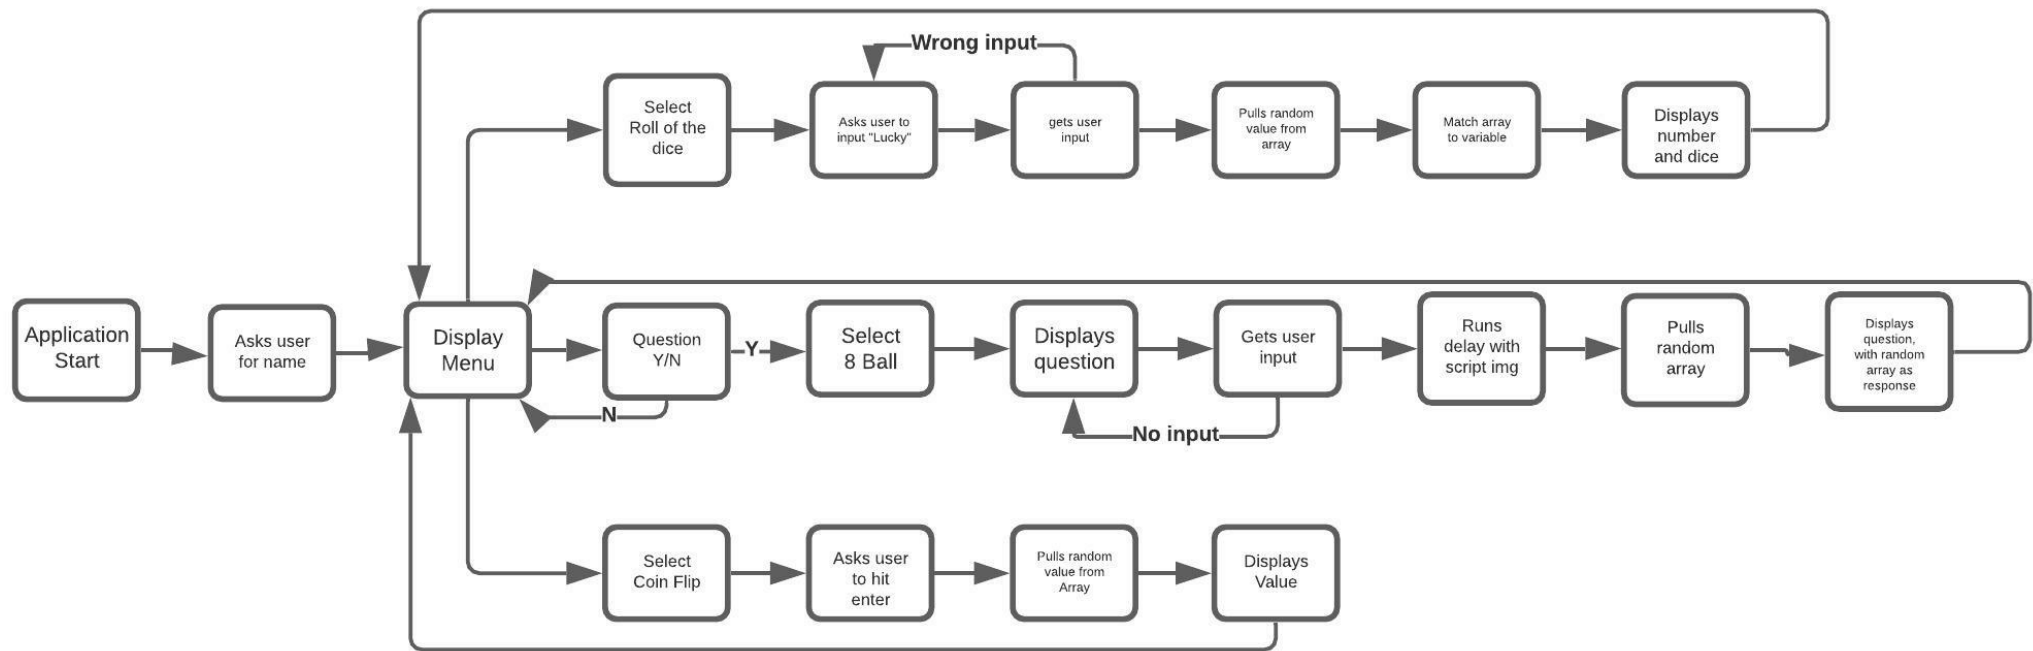 Wrong input
Select
Roll of the
dice
Asks user to
input "Lucky"
gets user
input
Pulls random
value from
array
Match array
to variable
Displays
number
and dice
Application
Start
Asks user
for name
Display
Menu
Question
Y/N
Y
N
Select
8 Ball
Displays
question
Gets user
input
No input
Runs
delay with
script img
Pulls
random
array
Displays
question,
with random
array as
response
Select
Coin Flip
Asks user
to hit
enter
Pulls random
value from
Array
Displays
Value